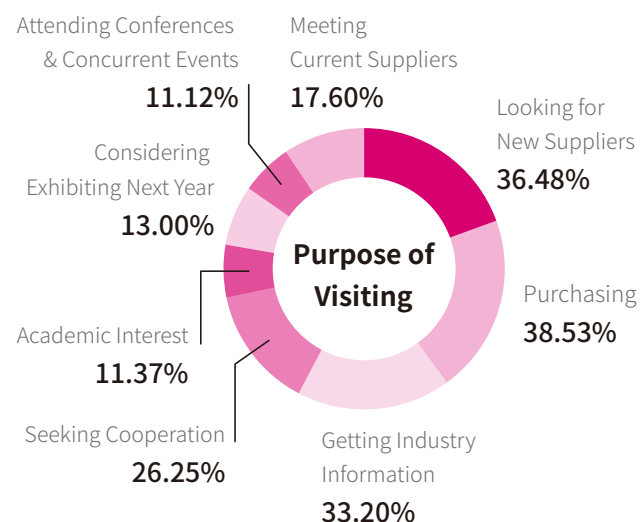 Attending Conferences
& Concurrent Events
11.12%
Meeting
Current Suppliers
17.60%
Looking for
New Suppliers
36.48%
Considering
Exhibiting Next Year
13.00%
Purpose of
Visiting
Purchasing
38.53%
Academic Interest
11.37%
Seeking Cooperation
26.25%
Getting Industry
Information
33.20%